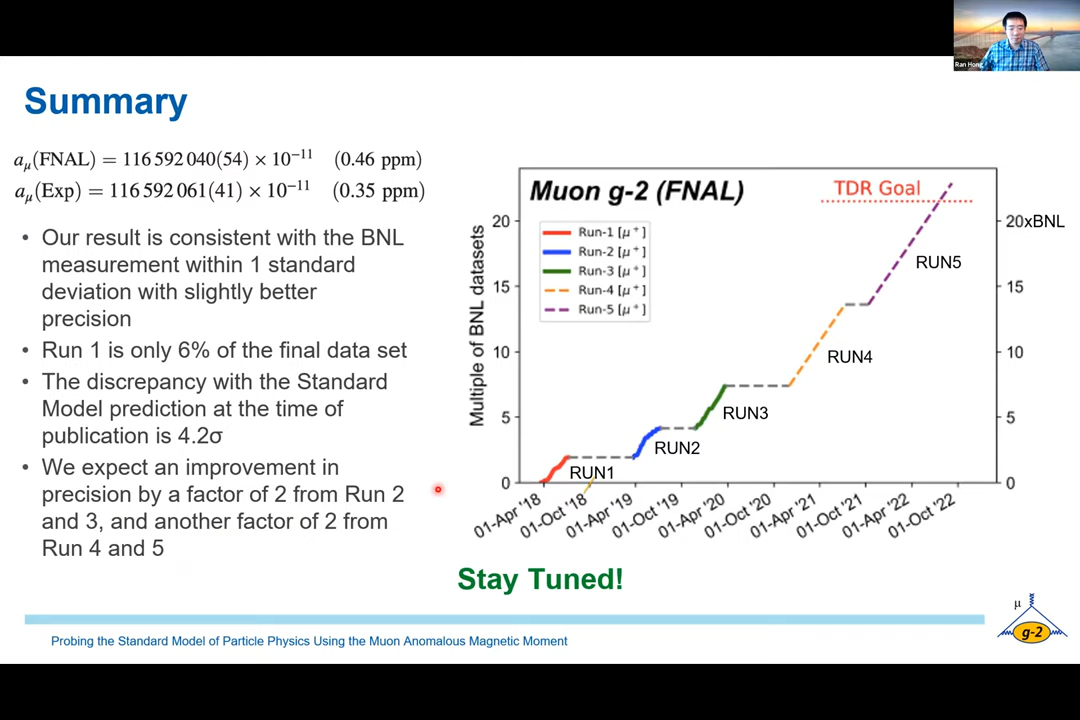 Ran Hong
Summary
aμ(FNAL) = 116 592 040(54) × 10⁻¹¹ (0.46 ppm)
aμ(Exp) = 116 592 061(41) × 10⁻¹¹ (0.35 ppm)
• Our result is consistent with the BNL
measurement within 1 standard
deviation with slightly better
precision
• Run 1 is only 6% of the final data set
• The discrepancy with the Standard
Model prediction at the time of
publication is 4.2σ
• We expect an improvement in
precision by a factor of 2 from Run 2
and 3, and another factor of 2 from
Run 4 and 5
Muon g-2 (FNAL)
TDR Goal
Run-1 [μ⁺]
Run-2 [μ⁺]
Run-3 [μ⁺]
Run-4 [μ⁺]
Run-5 [μ⁺]
Multiple of BNL datasets
20
15
10
5
0
20xBNL
15
10
5
0
RUN5
RUN4
RUN3
RUN2
RUN1
01-Apr '18
01-Oct '18
01-Apr '19
01-Oct '19
01-Apr '20
01-Oct '20
01-Apr '21
01-Oct '21
01-Apr '22
01-Oct '22
Stay Tuned!
Probing the Standard Model of Particle Physics Using the Muon Anomalous Magnetic Moment
μ
g-2